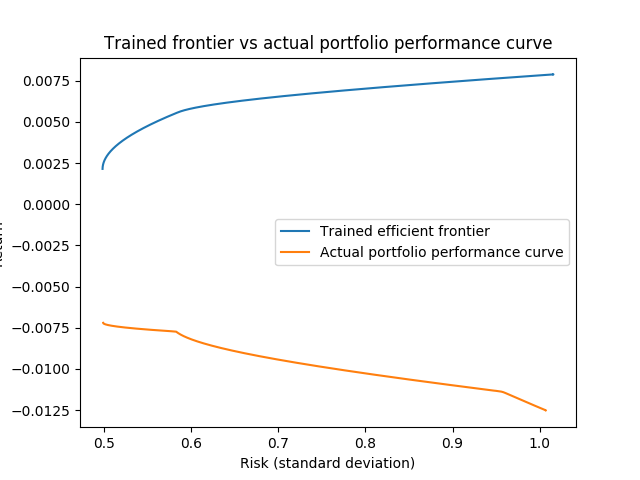 Trained frontier vs actual portfolio performance curve
0.0075
0.0050
0.0025
0.0000
−0.0025
−0.0050
−0.0075
−0.0100
−0.0125
Trained efficient frontier
Actual portfolio performance curve
0.5 0.6 0.7 0.8 0.9 1.0
Risk (standard deviation)